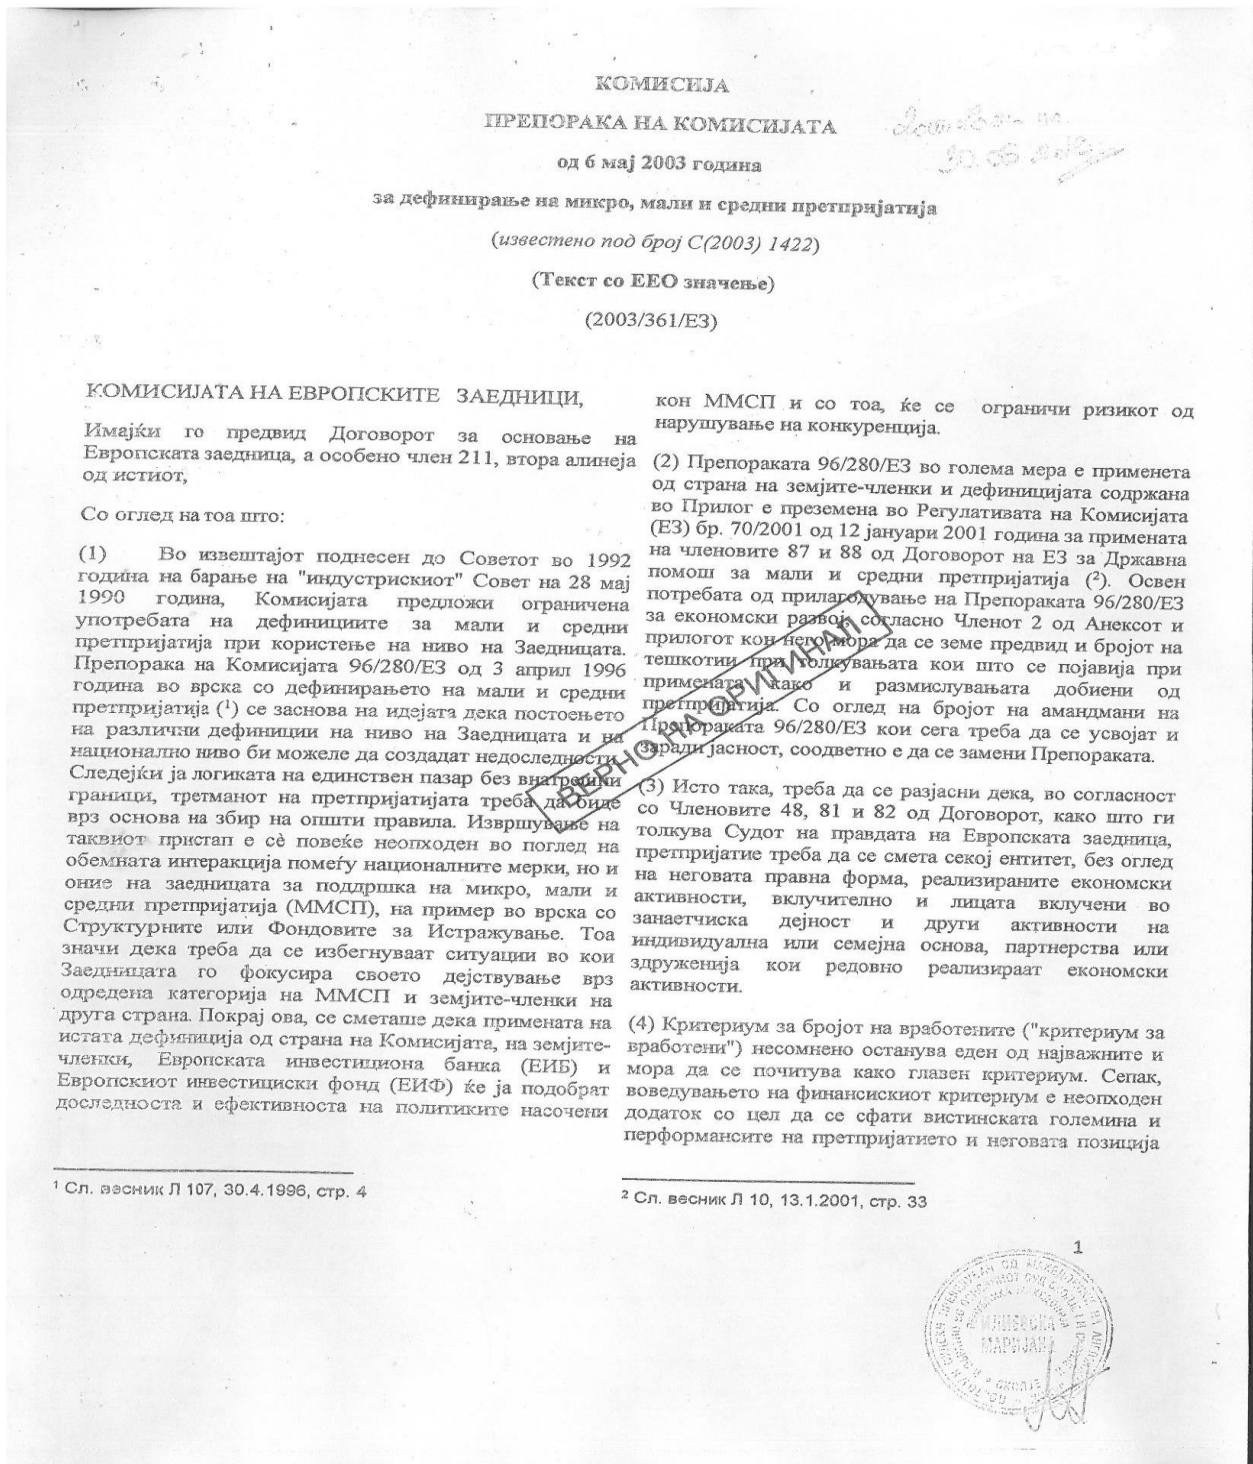 КОМИСИЈА
ПРЕПОРАКА НА КОМИСИЈАТА
од 6 мај 2003 година
за дефинирање на микро, мали и средни претпријатија
(известено под број C(2003) 1422)
(Текст со ЕЕО значење)
(2003/361/ЕЗ)
КОМИСИЈАТА НА ЕВРОПСКИТЕ ЗАЕДНИЦИ,
Имајќи го предвид Договорот за основање на
Европската заедница, а особено член 211, втора алинеја
од истиот,
Со оглед на тоа што:
(1) Во извештајот поднесен до Советот во 1992
година на барање на "индустрискиот" Совет на 28 мај
1990 година, Комисијата предложи ограничена
употребата на дефинициите за мали и средни
претпријатија при користење на ниво на Заедницата.
Препорака на Комисијата 96/280/ЕЗ од 3 април 1996
година во врска со дефинирањето на мали и средни
претпријатија (¹) се заснова на идејата дека постоењето
на различни дефиниции на ниво на Заедницата и на
национално ниво би можеле да создадат недоследности.
Следејќи ја логиката на единствен пазар без внатрешни
граници, третманот на претпријатијата треба да биде
врз основа на збир на општи правила. Извршување на
таквиот пристап е сѐ повеќе неопходен во поглед на
обемната интеракција помеѓу националните мерки, но и
оние на заедницата за поддршка на микро, мали и
средни претпријатија (ММСП), на пример во врска со
Структурните или Фондовите за Истражување. Тоа
значи дека треба да се избегнуваат ситуации во кои
Заедницата го фокусира своето дејствување врз
одредена категорија на ММСП и земјите-членки на
друга страна. Покрај ова, се сметаше дека примената на
истата дефиниција од страна на Комисијата, на земјите-
членки, Европската инвестициона банка (ЕИБ) и
Европскиот инвестициски фонд (ЕИФ) ќе ја подобрат
доследноста и ефективноста на политиките насочени
¹ Сл. весник Л 107, 30.4.1996, стр. 4
кон ММСП и со тоа, ќе се ограничи ризикот од
нарушување на конкуренција.
(2) Препораката 96/280/ЕЗ во голема мера е применета
од страна на земјите-членки и дефиницијата содржана
во Прилог е преземена во Регулативата на Комисијата
(ЕЗ) бр. 70/2001 од 12 јануари 2001 година за примената
на членовите 87 и 88 од Договорот на ЕЗ за Државна
помош за мали и средни претпријатија (²). Освен
потребата од прилагодување на Препораката 96/280/ЕЗ
за економски развој, согласно Членот 2 од Анексот и
прилогот кон него мора да се земе предвид и бројот на
тешкотии при толкувањата кои што се појавија при
примената како и размислувањата добиени од
претпријатија. Со оглед на бројот на амандмани на
Препораката 96/280/ЕЗ кои сега треба да се усвојат и
заради јасност, соодветно е да се замени Препораката.
(3) Исто така, треба да се разјасни дека, во согласност
со Членовите 48, 81 и 82 од Договорот, како што ги
толкува Судот на правдата на Европската заедница,
претпријатие треба да се смета секој ентитет, без оглед
на неговата правна форма, реализираните економски
активности, вклучително и лицата вклучени во
занаетчиска дејност и други активности на
индивидуална или семејна основа, партнерства или
здруженија кои редовно реализираат економски
активности.
(4) Критериум за бројот на вработените ("критериум за
вработени") несомнено останува еден од најважните и
мора да се почитува како главен критериум. Сепак,
воведувањето на финансискиот критериум е неопходен
додаток со цел да се сфати вистинската големина и
перформансите на претпријатието и неговата позиција
² Сл. весник Л 10, 13.1.2001, стр. 33
ВЕРНО НА ОРИГИНАЛ
1
ИЛИЕВСКА
МАРИЈАНА
СКОПЈЕ